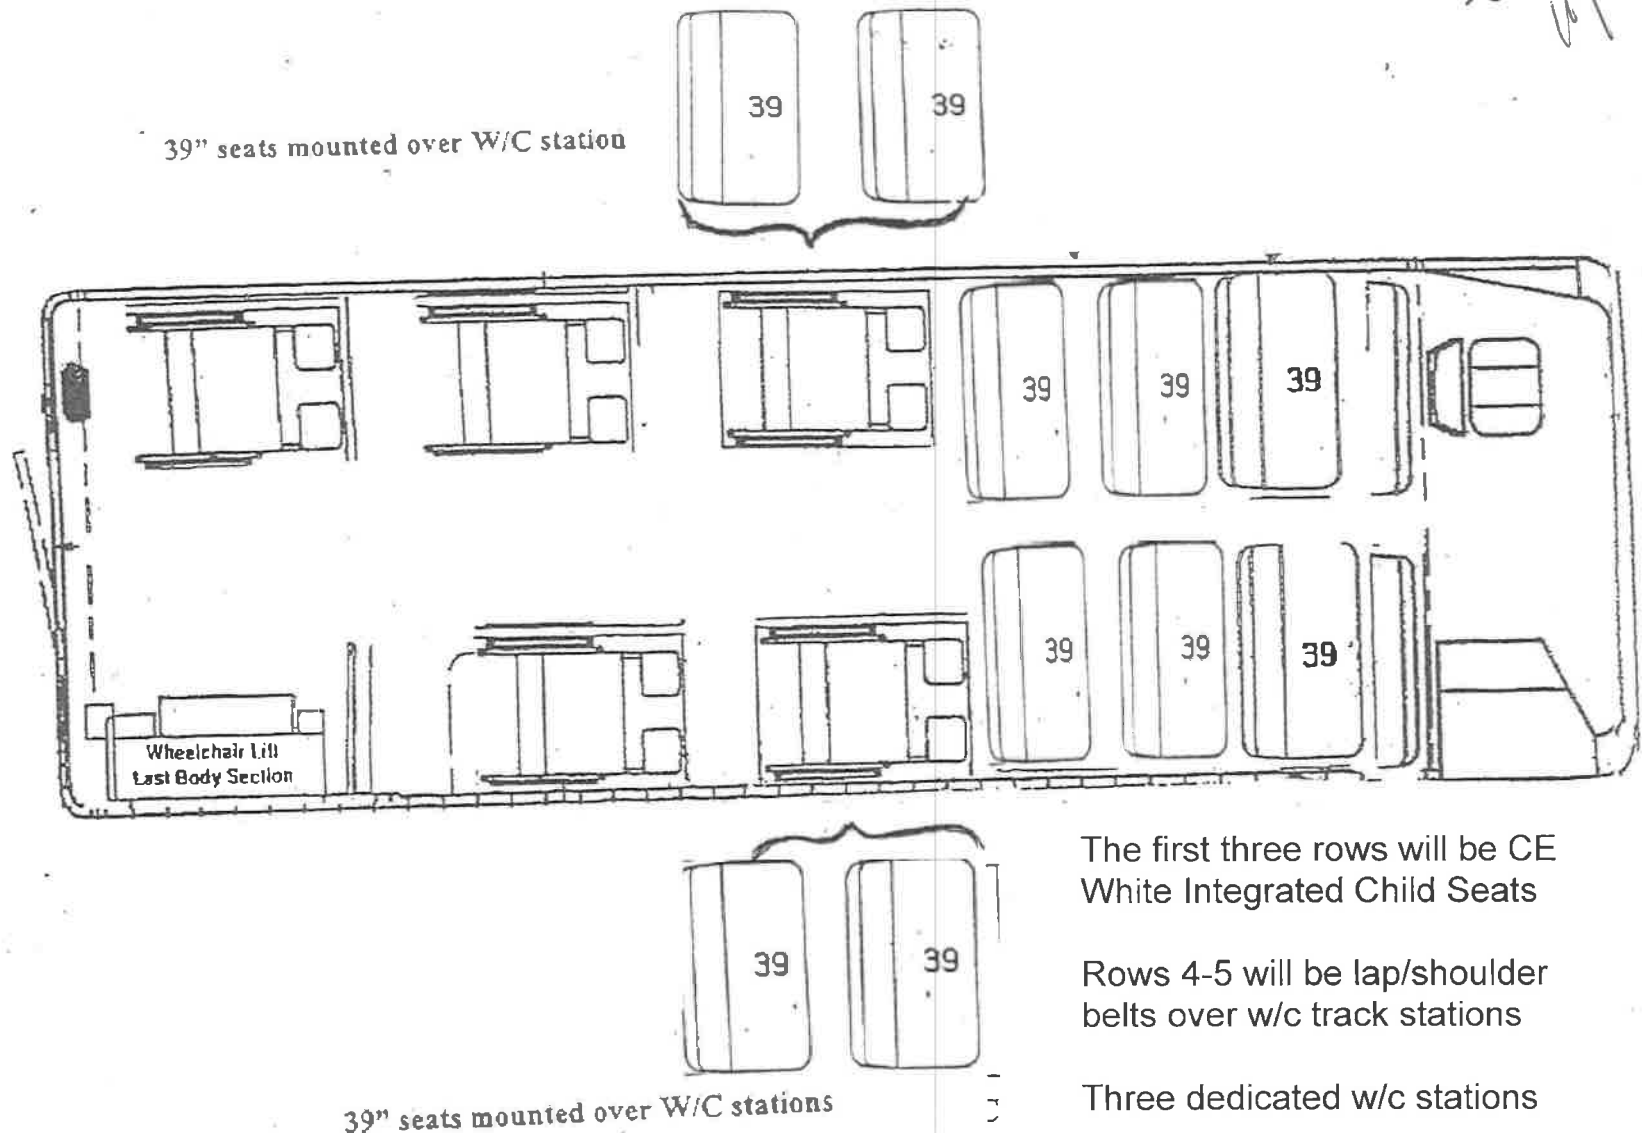 39
39
39" seats mounted over W/C station
39
39
39
39
39
39
Wheelchair Lift
Last Body Section
39
39
The first three rows will be CE
White Integrated Child Seats
Rows 4-5 will be lap/shoulder
belts over w/c track stations
Three dedicated w/c stations
39" seats mounted over W/C stations